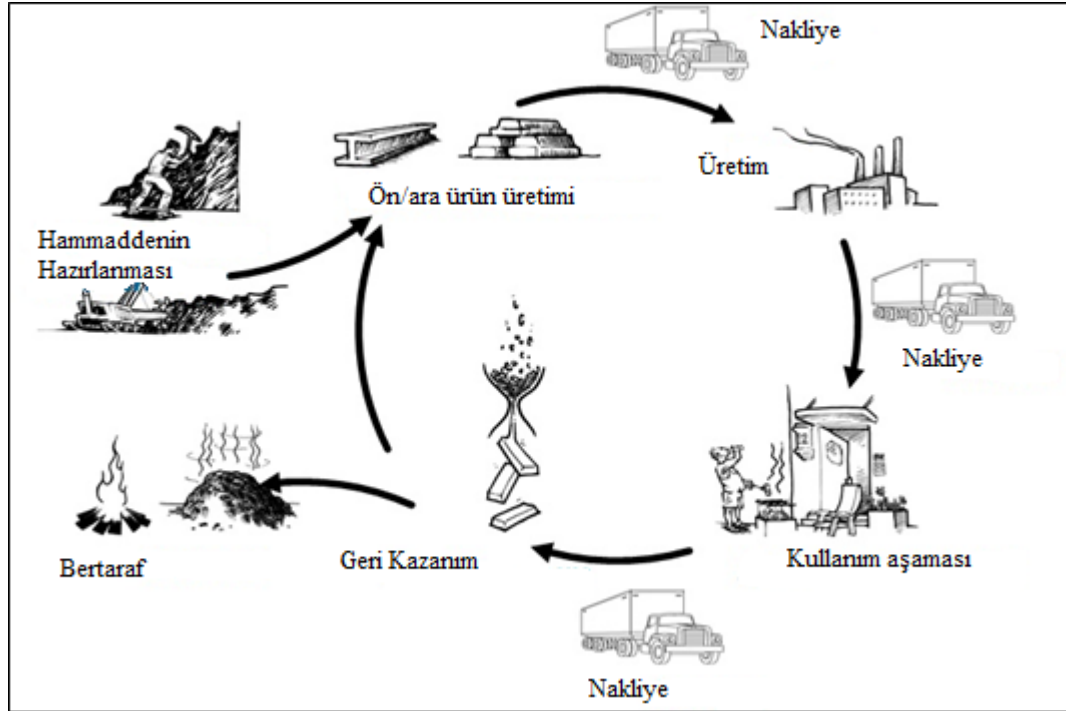 Nakliye
Ön/ara ürün üretimi
Üretim
Hammaddenin
Hazırlanması
Nakliye
Bertaraf
Geri Kazanım
Kullanım aşaması
Nakliye